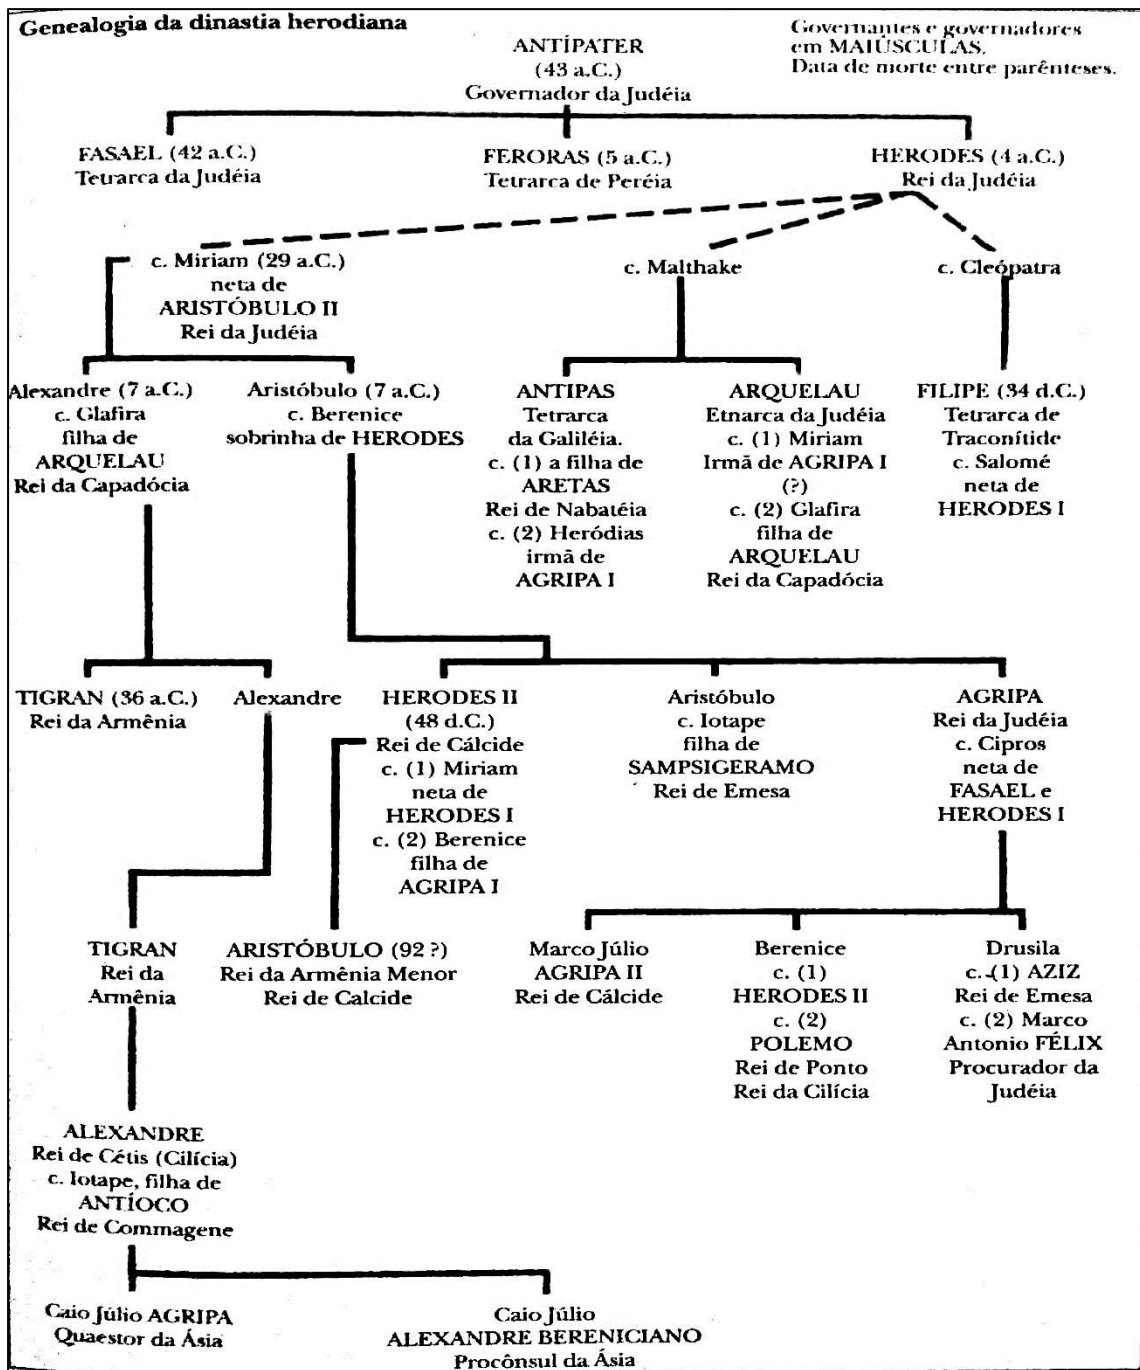 Genealogia da dinastia herodiana
Governantes e governadores
em MAIÚSCULAS.
Data de morte entre parênteses.
ANTÍPATER
(43 a.C.)
Governador da Judéia
FASAEL (42 a.C.)
Tetrarca da Judéia
FERORAS (5 a.C.)
Tetrarca de Peréia
HERODES (4 a.C.)
Rei da Judéia
c. Miriam (29 a.C.)
neta de
ARISTÓBULO II
Rei da Judéia
c. Malthake
c. Cleópatra
Alexandre (7 a.C.)
c. Glafira
filha de
ARQUELAU
Rei da Capadócia
Aristóbulo (7 a.C.)
c. Berenice
sobrinha de HERODES
ANTIPAS
Tetrarca
da Galiléia.
c. (1) a filha de
ARETAS
Rei de Nabatéia
c. (2) Heródias
irmã de
AGRIPA I
ARQUELAU
Etnarca da Judéia
c. (1) Miriam
Irmã de AGRIPA I
(?)
c. (2) Glafira
filha de
ARQUELAU
Rei da Capadócia
FILIPE (34 d.C.)
Tetrarca de
Traconítide
c. Salomé
neta de
HERODES I
TIGRAN (36 a.C.)
Rei da Armênia
Alexandre
HERODES II
(48 d.C.)
Rei de Cálcide
c. (1) Miriam
neta de
HERODES I
c. (2) Berenice
filha de
AGRIPA I
Aristóbulo
c. Iotape
filha de
SAMPSIGERAMO
Rei de Emesa
AGRIPA
Rei da Judéia
c. Cipros
neta de
FASAEL e
HERODES I
TIGRAN
Rei da
Armênia
ARISTÓBULO (92 ?)
Rei da Armênia Menor
Rei de Calcide
Marco Júlio
AGRIPA II
Rei de Cálcide
Berenice
c. (1)
HERODES II
c. (2)
POLEMO
Rei de Ponto
Rei da Cilícia
Drusila
c. (1) AZIZ
Rei de Emesa
c. (2) Marco
Antonio FÉLIX
Procurador da
Judéia
ALEXANDRE
Rei de Cétis (Cilícia)
c. Iotape, filha de
ANTÍOCO
Rei de Commagene
Caio Júlio AGRIPA
Quaestor da Ásia
Caio Júlio
ALEXANDRE BERENICIANO
Procônsul da Ásia